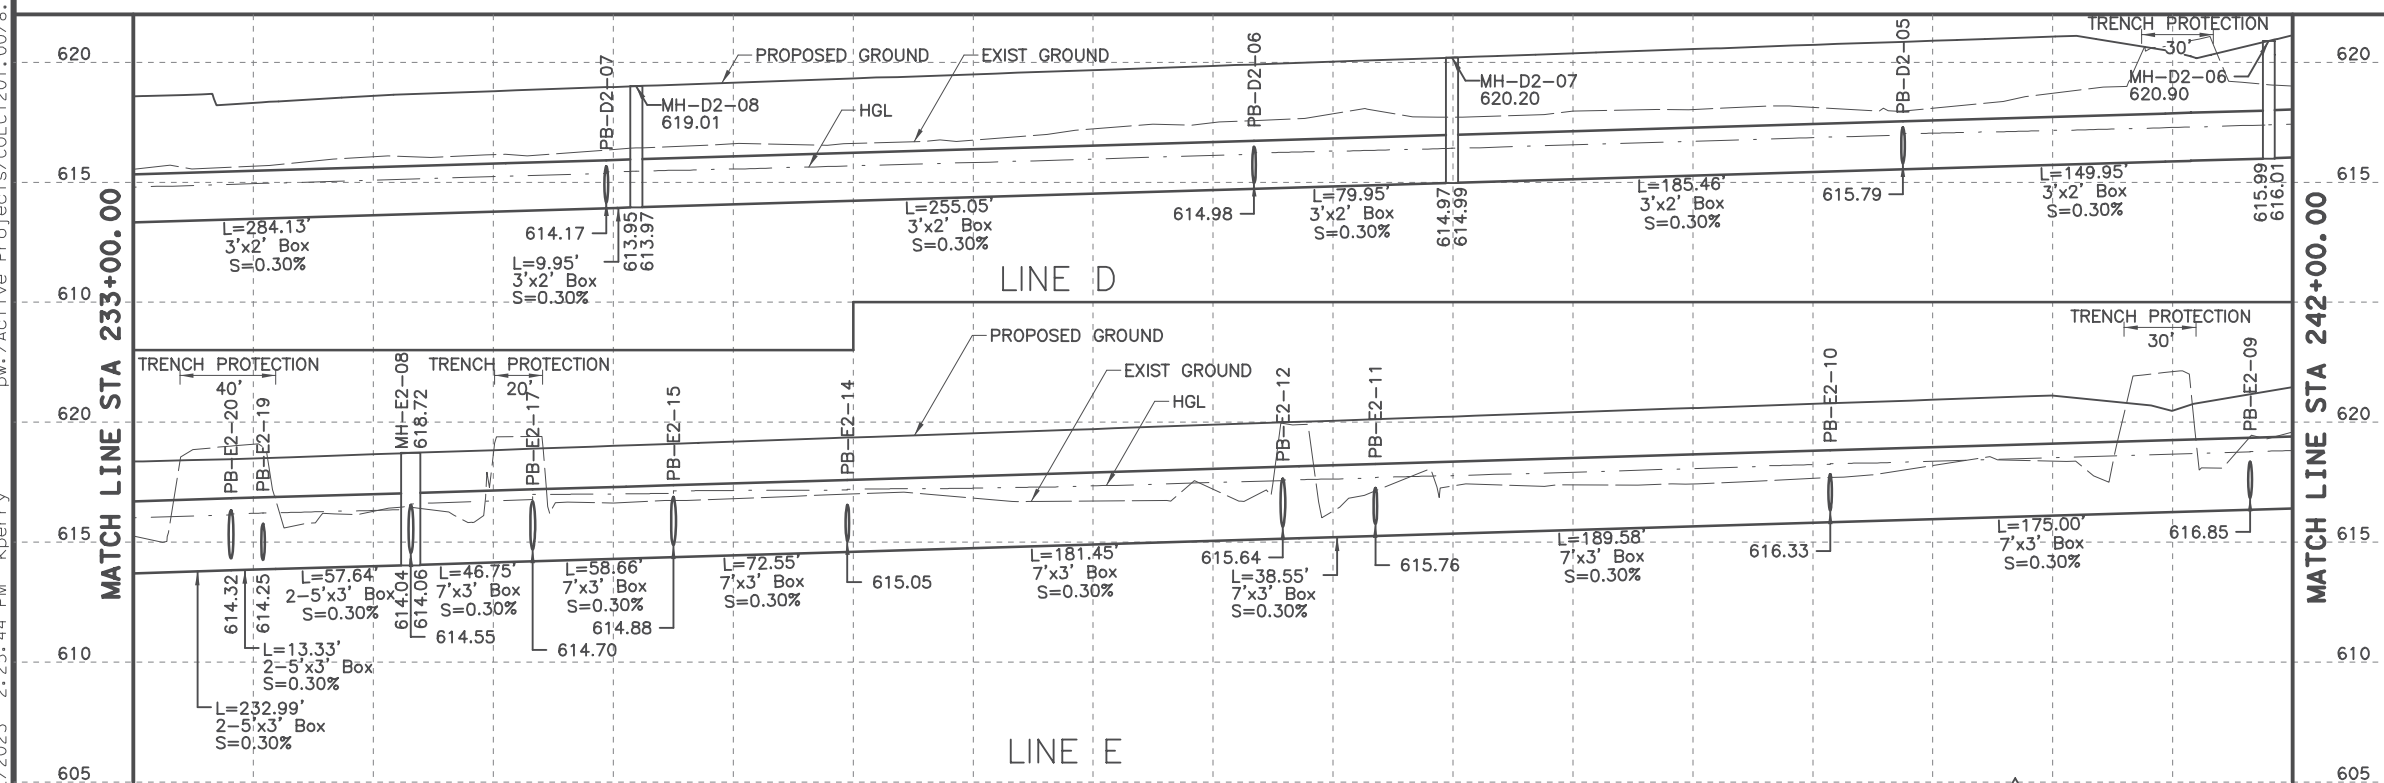 TRENCH PROTECTION
30'
620
620
PROPOSED GROUND
EXIST GROUND
PB-D2-07
PB-D2-06
PB-D2-05
MH-D2-08
619.01
HGL
MH-D2-07
620.20
MH-D2-06
620.90
615
615
L=284.13'
3'x2' Box
S=0.30%
614.17
L=9.95'
3'x2' Box
S=0.30%
613.95
613.97
L=255.05'
3'x2' Box
S=0.30%
614.98
L=79.95'
3'x2' Box
S=0.30%
614.97
614.99
L=185.46'
3'x2' Box
S=0.30%
615.79
L=149.95'
3'x2' Box
S=0.30%
615.99
616.01
LINE D
610
610
MATCH LINE STA 233+00.00
MATCH LINE STA 242+00.00
TRENCH PROTECTION
40'
TRENCH PROTECTION
20'
PROPOSED GROUND
EXIST GROUND
HGL
TRENCH PROTECTION
30'
620
620
PB-E2-20
PB-E2-19
MH-E2-08
618.72
PB-E2-17
PB-E2-15
PB-E2-14
PB-E2-12
PB-E2-11
PB-E2-10
PB-E2-09
615
615
614.32
614.25
L=57.64'
2-5'x3' Box
S=0.30%
614.04
614.06
L=46.75'
7'x3' Box
S=0.30%
614.55
614.70
L=58.66'
7'x3' Box
S=0.30%
614.88
L=72.55'
7'x3' Box
S=0.30%
615.05
L=181.45'
7'x3' Box
S=0.30%
615.64
L=38.55'
7'x3' Box
S=0.30%
615.76
L=189.58'
7'x3' Box
S=0.30%
616.33
L=175.00'
7'x3' Box
S=0.30%
616.85
L=13.33'
2-5'x3' Box
S=0.30%
L=232.99'
2-5'x3' Box
S=0.30%
610
610
LINE E
605
605